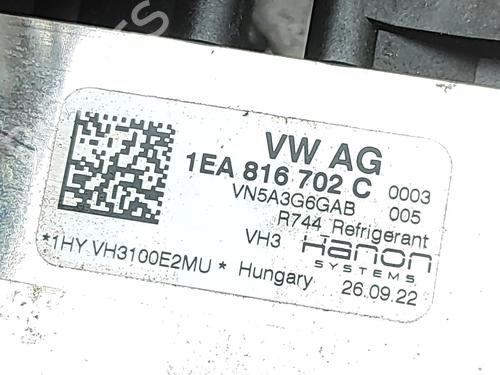 VW AG
1EA 816 702 C 0003
VN5A3G6GAB 005
R744 Refrigerant
VH3 Hanon
SYSTEMS
*1HY VH3100E2MU * Hungary 26.09.22